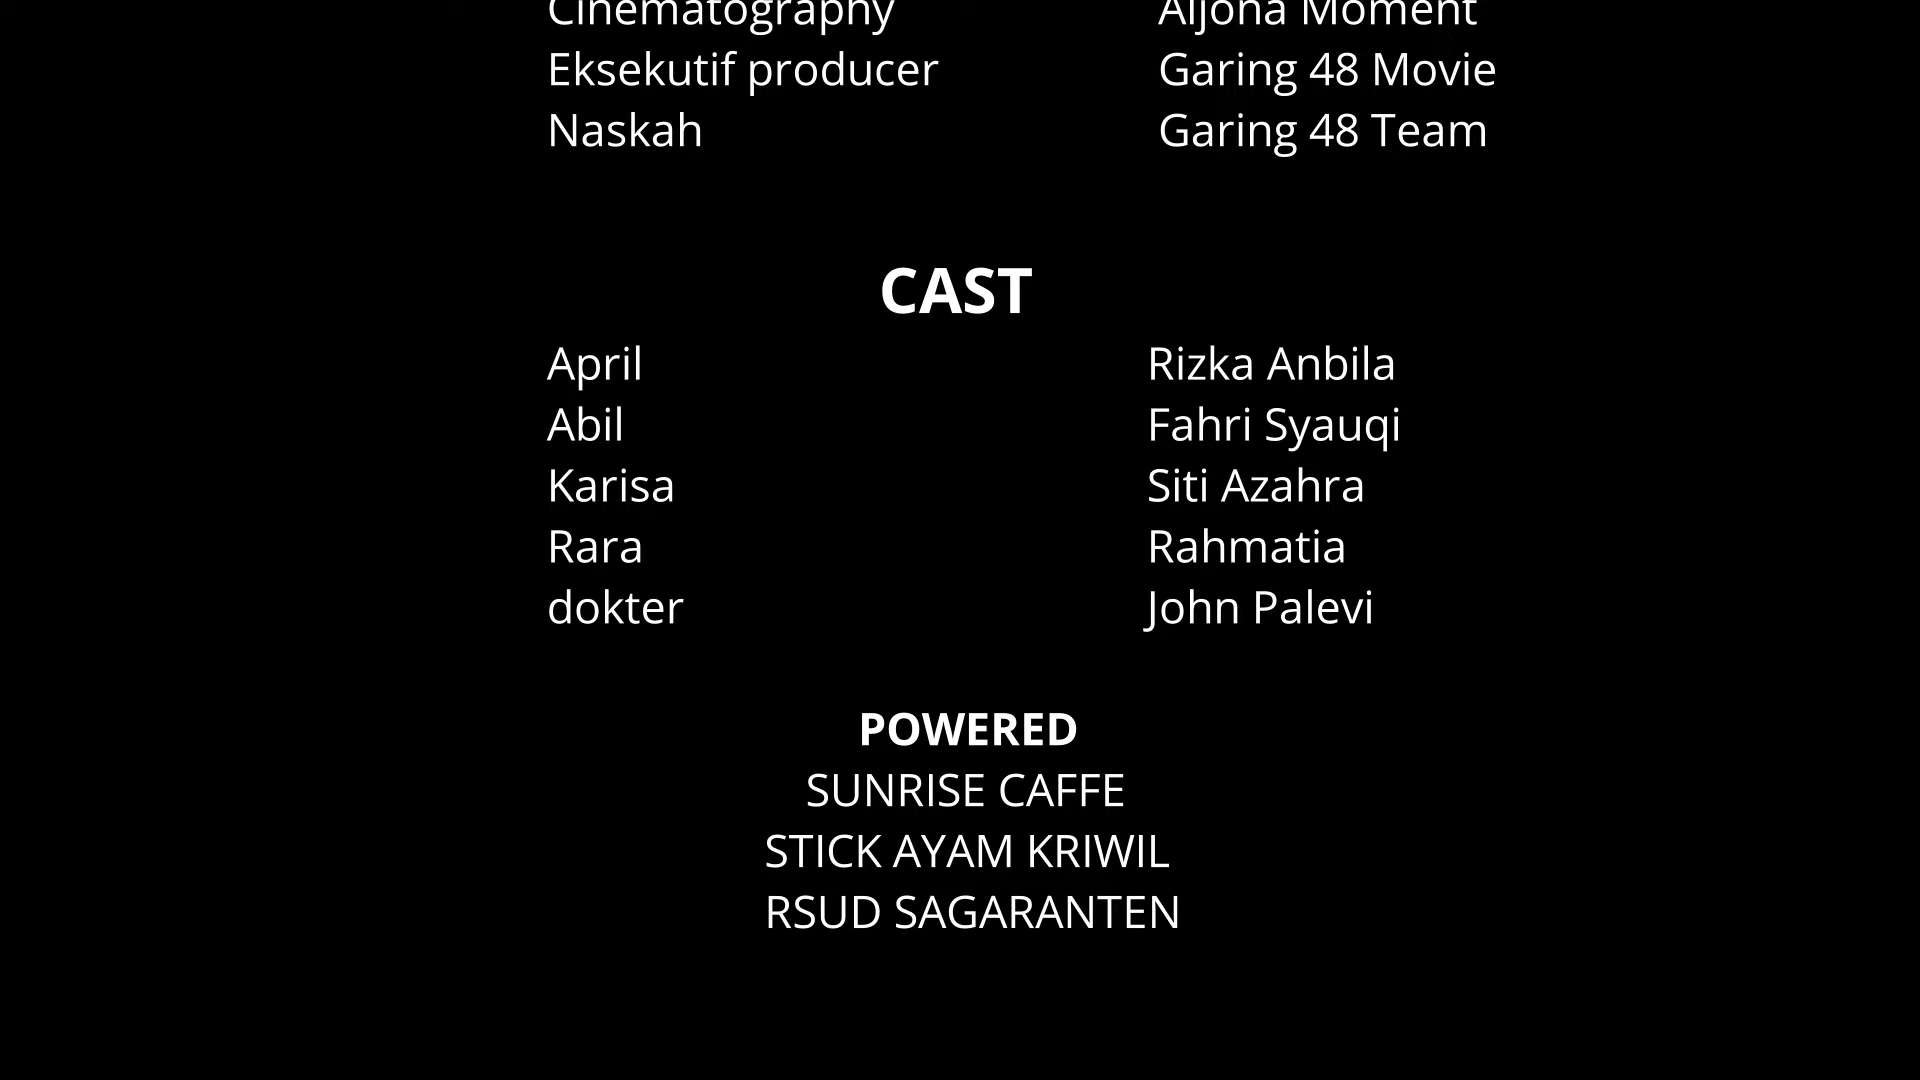 Cinematography Aljona Moment
Eksekutif producer Garing 48 Movie
Naskah Garing 48 Team
CAST
April Rizka Anbila
Abil Fahri Syauqi
Karisa Siti Azahra
Rara Rahmatia
dokter John Palevi
POWERED
SUNRISE CAFFE
STICK AYAM KRIWIL
RSUD SAGARANTEN